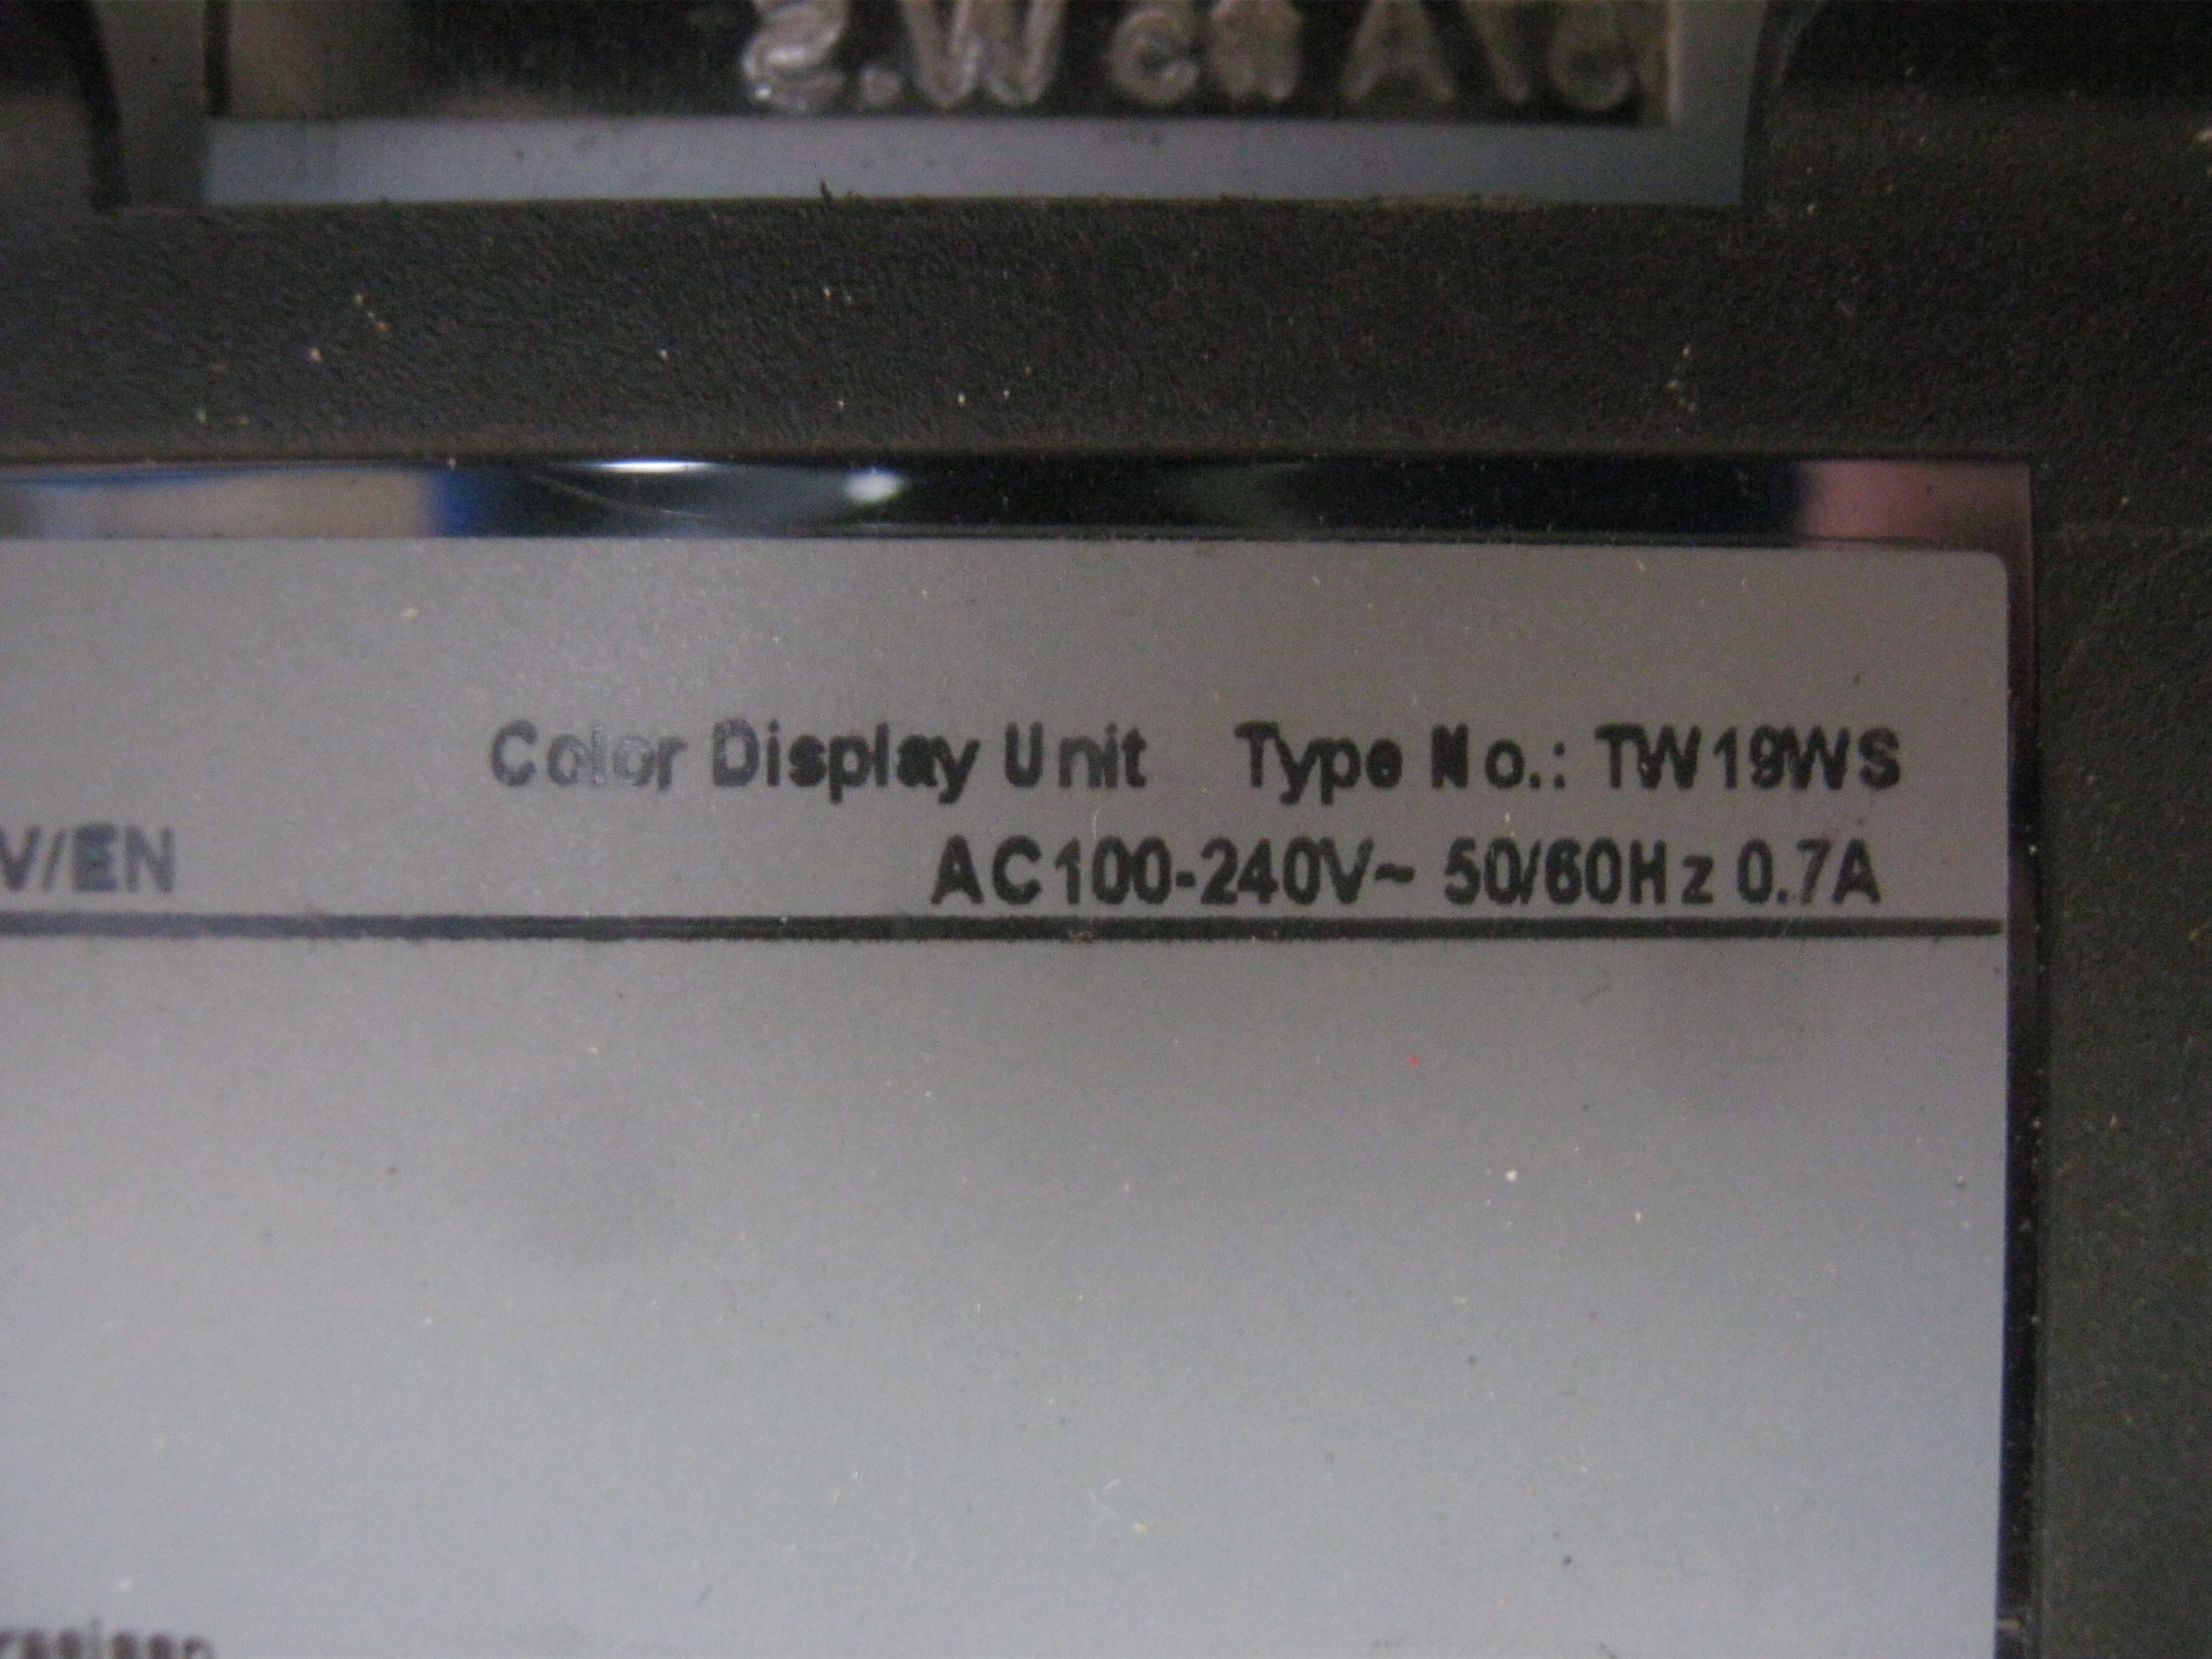 Color Display Unit Type No.: TW19WS
V/EN
AC100-240V~ 50/60Hz 0.7A